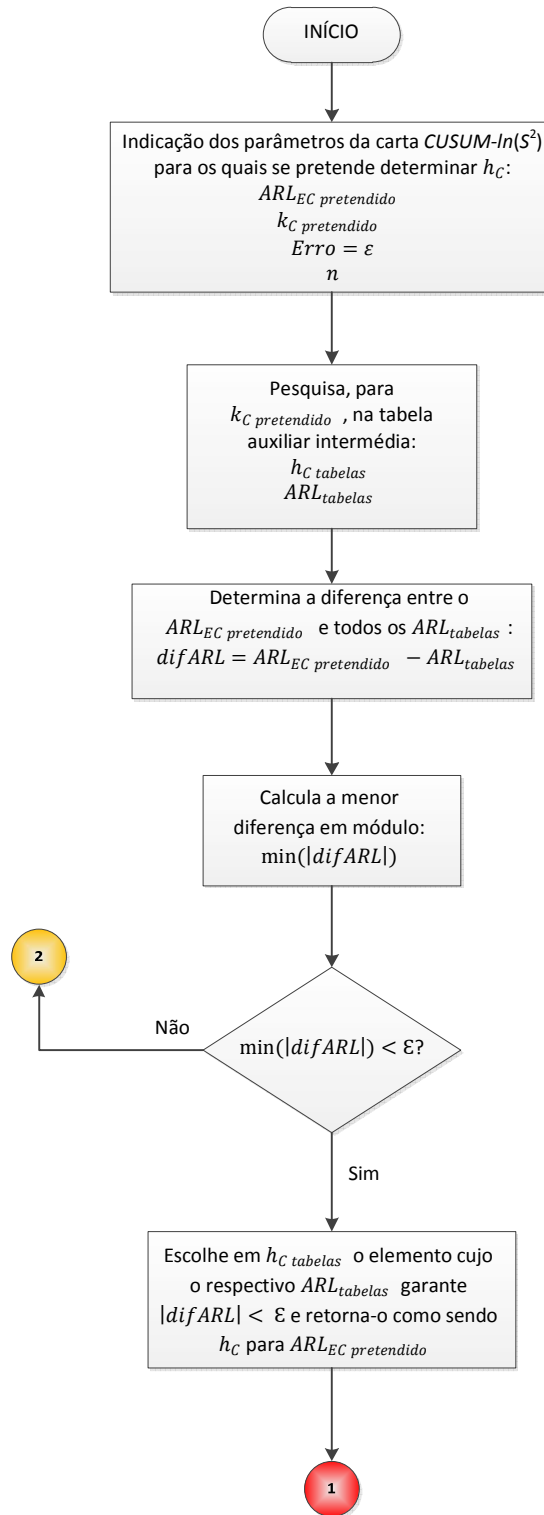 INÍCIO
Indicação dos parâmetros da carta CUSUM-ln(S²)
para os quais se pretende determinar h_C:
ARL_EC pretendido
k_C pretendido
Erro = ε
n
Pesquisa, para
k_C pretendido , na tabela
auxiliar intermédia:
h_C tabelas
ARL_tabelas
Determina a diferença entre o
ARL_EC pretendido e todos os ARL_tabelas :
difARL = ARL_EC pretendido − ARL_tabelas
Calcula a menor
diferença em módulo:
min(|difARL|)
2
Não
min(|difARL|) < Ɛ?
Sim
Escolhe em h_C tabelas o elemento cujo
o respectivo ARL_tabelas garante
|difARL| < Ɛ e retorna-o como sendo
h_C para ARL_EC pretendido
1